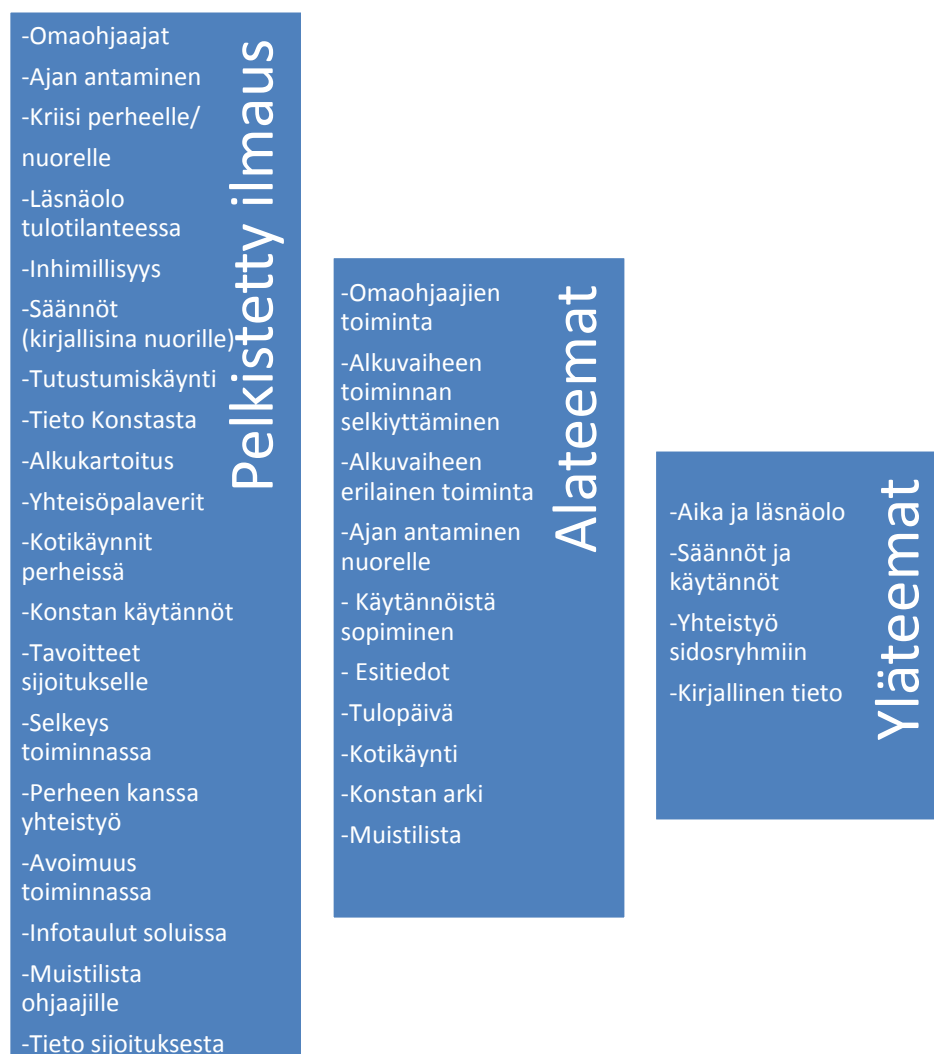 -Omaohjaajat
-Ajan antaminen
-Kriisi perheelle/
nuorelle
-Läsnäolo
tulotilanteessa
-Inhimillisyys
-Säännöt
(kirjallisina nuorille)
-Tutustumiskäynti
-Tieto Konstasta
-Alkukartoitus
-Yhteisöpalaverit
-Kotikäynnit
perheissä
-Konstan käytännöt
-Tavoitteet
sijoitukselle
-Selkeys
toiminnassa
-Perheen kanssa
yhteistyö
-Avoimuus
toiminnassa
-Infotaulut soluissa
-Muistilista
ohjaajille
-Tieto sijoituksesta
Pelkistetty ilmaus
-Omaohjaajien
toiminta
-Alkuvaiheen
toiminnan
selkiyttäminen
-Alkuvaiheen
erilainen toiminta
-Ajan antaminen
nuorelle
- Käytännöistä
sopiminen
- Esitiedot
-Tulopäivä
-Kotikäynti
-Konstan arki
-Muistilista
Alateemat
-Aika ja läsnäolo
-Säännöt ja
käytännöt
-Yhteistyö
sidosryhmiin
-Kirjallinen tieto
Yläteemat